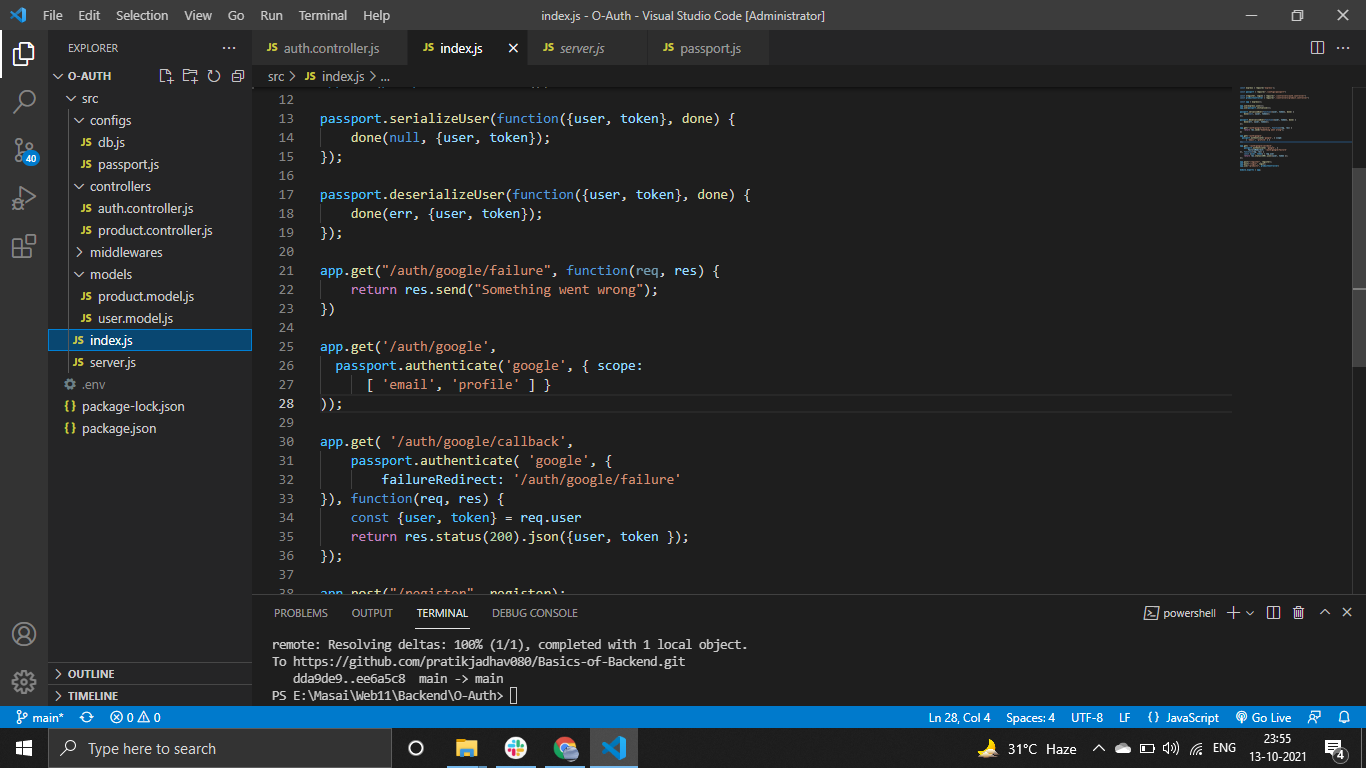 File Edit Selection View Go Run Terminal Help index.js - O-Auth - Visual Studio Code [Administrator]
EXPLORER ...
JS auth.controller.js JS index.js JS server.js JS passport.js ...
O-AUTH
src > JS index.js > ...
src
configs
JS db.js
JS passport.js
controllers
JS auth.controller.js
JS product.controller.js
middlewares
models
JS product.model.js
JS user.model.js
JS index.js
JS server.js
.env
{} package-lock.json
{} package.json
OUTLINE
TIMELINE
40
12
13 passport.serializeUser(function({user, token}, done) {
14 done(null, {user, token});
15 });
16
17 passport.deserializeUser(function({user, token}, done) {
18 done(err, {user, token});
19 });
20
21 app.get("/auth/google/failure", function(req, res) {
22 return res.send("Something went wrong");
23 })
24
25 app.get('/auth/google',
26 passport.authenticate('google', { scope:
27 [ 'email', 'profile' ] }
28 ));
29
30 app.get( '/auth/google/callback',
31 passport.authenticate( 'google', {
32 failureRedirect: '/auth/google/failure'
33 }), function(req, res) {
34 const {user, token} = req.user
35 return res.status(200).json({user, token });
36 });
37
38 app.post("/register", register);
PROBLEMS OUTPUT TERMINAL DEBUG CONSOLE powershell
remote: Resolving deltas: 100% (1/1), completed with 1 local object.
To https://github.com/pratikjadhav080/Basics-of-Backend.git
dda9de9..ee6a5c8 main -> main
PS E:\Masai\Web11\Backend\O-Auth>
main* 0 0 Ln 28, Col 4 Spaces: 4 UTF-8 LF {} JavaScript Go Live
Type here to search 31°C Haze ENG 23:55
13-10-2021
4